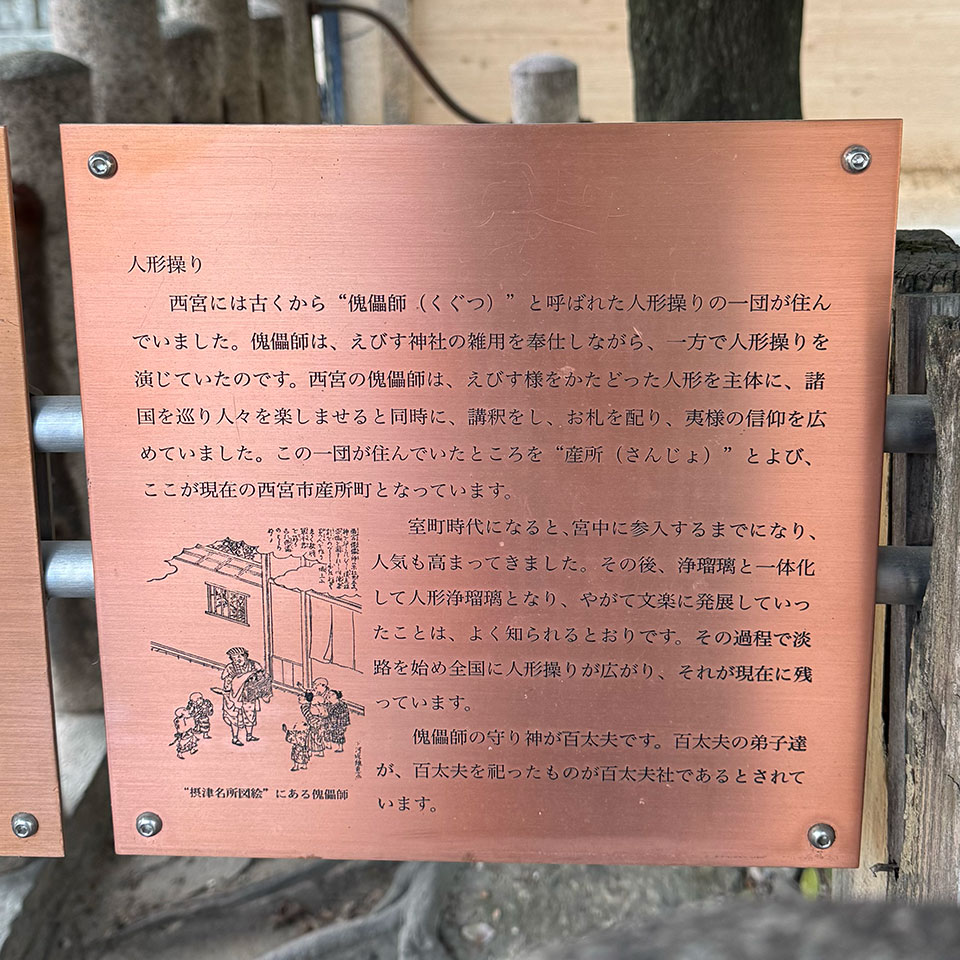 人形操り
西宮には古くから“傀儡師（くぐつ）”と呼ばれた人形操りの一団が住ん
でいました。傀儡師は、えびす神社の雑用を奉仕しながら、一方で人形操りを
演じていたのです。西宮の傀儡師は、えびす様をかたどった人形を主体に、諸
国を巡り人々を楽しませると同時に、講釈をし、お札を配り、夷様の信仰を広
めていました。この一団が住んでいたところを“産所（さんじょ）”とよび、
ここが現在の西宮市産所町となっています。
室町時代になると、宮中に参入するまでになり、
人気も高まってきました。その後、浄瑠璃と一体化
して人形浄瑠璃となり、やがて文楽に発展していっ
たことは、よく知られるとおりです。その過程で淡
路を始め全国に人形操りが広がり、それが現在に残
っています。
傀儡師の守り神が百太夫です。百太夫の弟子達
が、百太夫を祀ったものが百太夫社であるとされて
います。
“摂津名所図絵”にある傀儡師